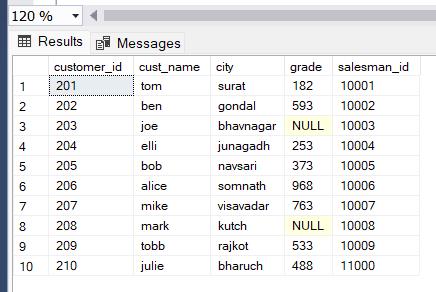 120 %
Results Messages
customer_id cust_name city grade salesman_id
1 201 tom surat 182 10001
2 202 ben gondal 593 10002
3 203 joe bhavnagar NULL 10003
4 204 elli junagadh 253 10004
5 205 bob navsari 373 10005
6 206 alice somnath 968 10006
7 207 mike visavadar 763 10007
8 208 mark kutch NULL 10008
9 209 tobb rajkot 533 10009
10 210 julie bharuch 488 11000